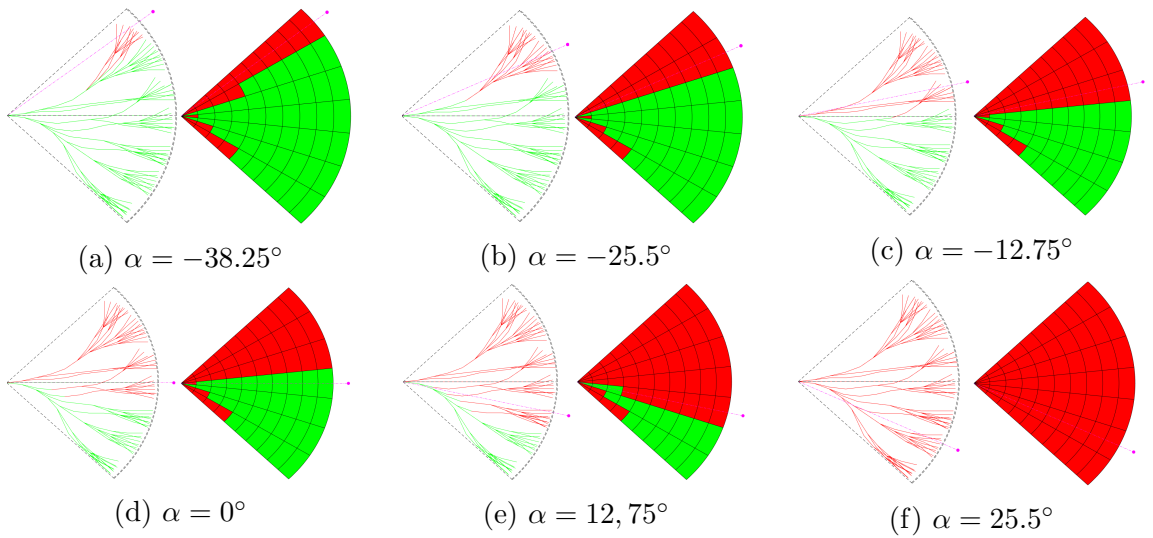 (a) α = −38.25°
(b) α = −25.5°
(c) α = −12.75°
(d) α = 0°
(e) α = 12, 75°
(f) α = 25.5°